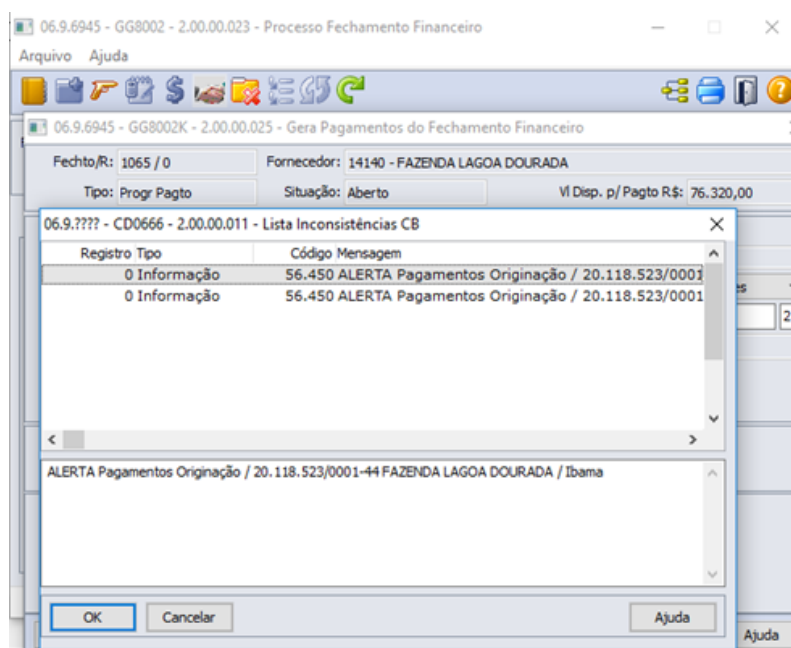 06.9.6945 - GG8002 - 2.00.00.023 - Processo Fechamento Financeiro
Arquivo Ajuda
06.9.6945 - GG8002K - 2.00.00.025 - Gera Pagamentos do Fechamento Financeiro
Fechto/R: 1065 / 0 Fornecedor: 14140 - FAZENDA LAGOA DOURADA
Tipo: Progr Pagto Situação: Aberto Vl Disp. p/ Pagto R$: 76.320,00
06.9.???? - CD0666 - 2.00.00.011 - Lista Inconsistências CB
Registro Tipo Código Mensagem
0 Informação 56.450 ALERTA Pagamentos Originação / 20.118.523/0001
0 Informação 56.450 ALERTA Pagamentos Originação / 20.118.523/0001
es
2
ALERTA Pagamentos Originação / 20.118.523/0001-44 FAZENDA LAGOA DOURADA / Ibama
OK Cancelar Ajuda
Ajuda